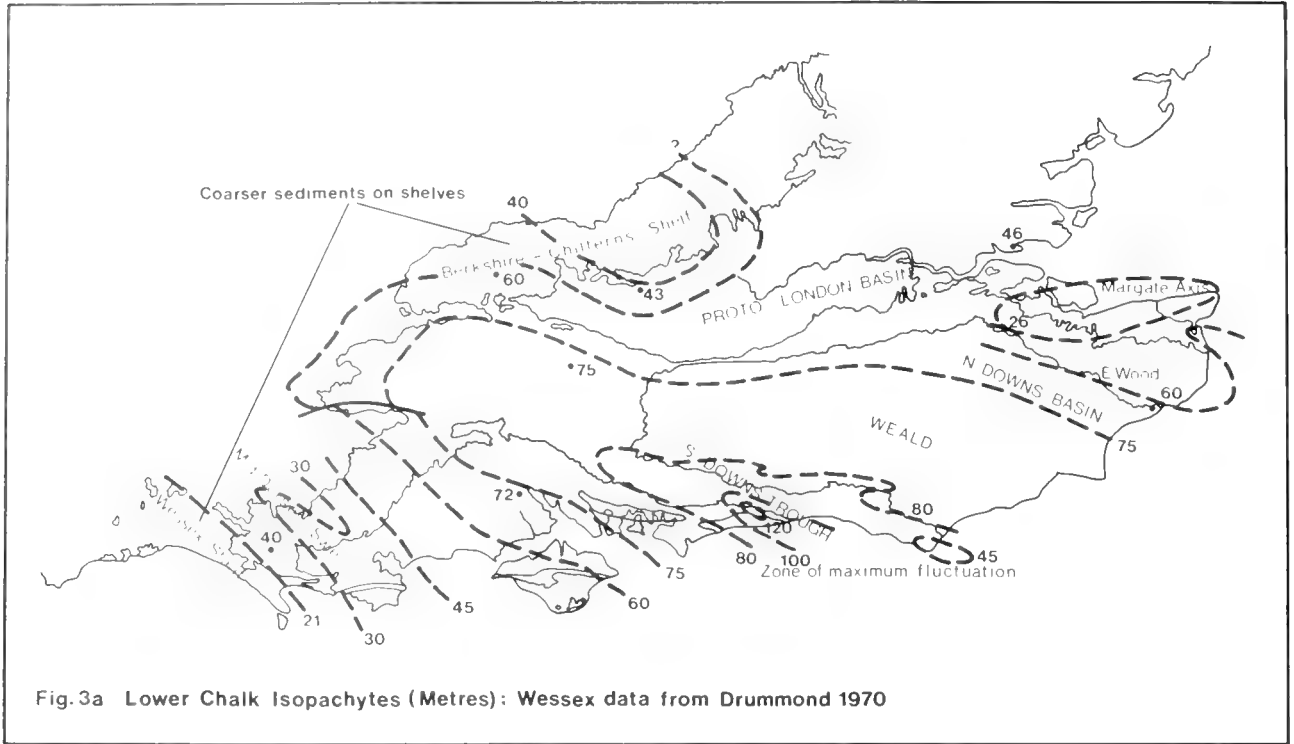 ?
Coarser sediments on shelves
40
Berkshire - Chilterns Shelf
60
43
46
PROTO LONDON BASIN
Margate Axis
26
75
N DOWNS BASIN
E Wood
60
WEALD
75
30
S DOWNS TROUGH
72
80
120
40
80
100
45
75
Zone of maximum fluctuation
60
45
21
30
Fig. 3a Lower Chalk Isopachytes (Metres): Wessex data from Drummond 1970